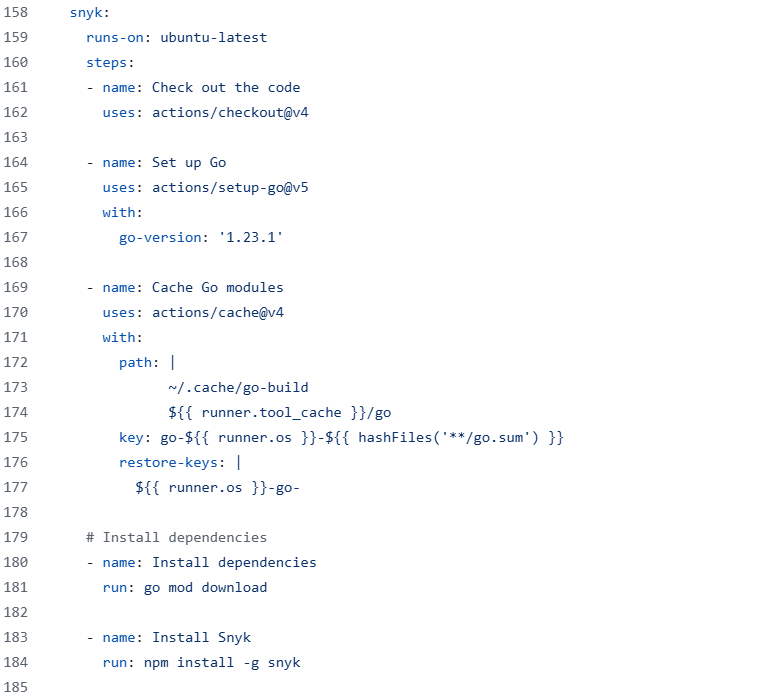 158 snyk:
159 runs-on: ubuntu-latest
160 steps:
161 - name: Check out the code
162 uses: actions/checkout@v4
163
164 - name: Set up Go
165 uses: actions/setup-go@v5
166 with:
167 go-version: '1.23.1'
168
169 - name: Cache Go modules
170 uses: actions/cache@v4
171 with:
172 path: |
173 ~/.cache/go-build
174 ${{ runner.tool_cache }}/go
175 key: go-${{ runner.os }}-${{ hashFiles('**/go.sum') }}
176 restore-keys: |
177 ${{ runner.os }}-go-
178
179 # Install dependencies
180 - name: Install dependencies
181 run: go mod download
182
183 - name: Install Snyk
184 run: npm install -g snyk
185